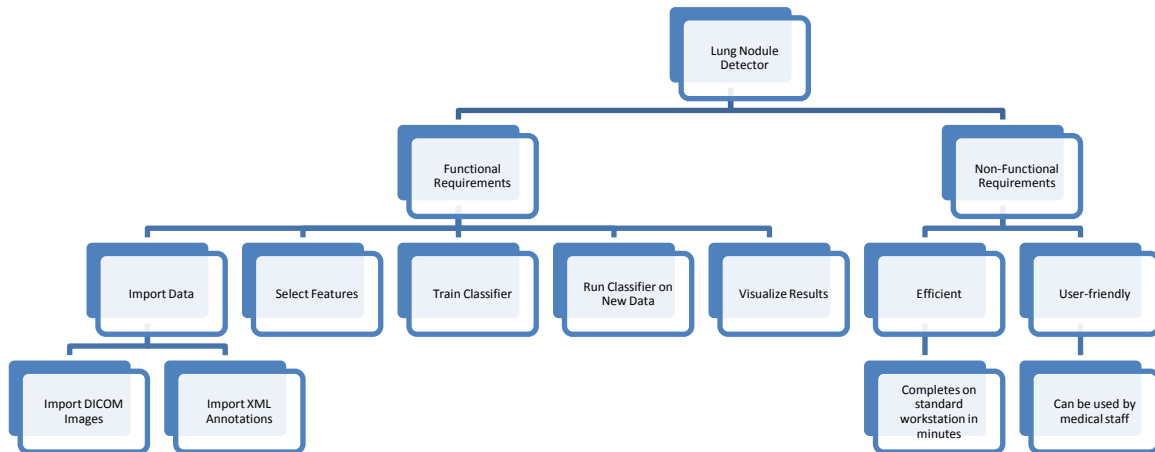 Lung Nodule
Detector
Functional
Requirements
Non-Functional
Requirements
Import Data
Select Features
Train Classifier
Run Classifier on
New Data
Visualize Results
Efficient
User-friendly
Import DICOM
Images
Import XML
Annotations
Completes on
standard
workstation in
minutes
Can be used by
medical staff